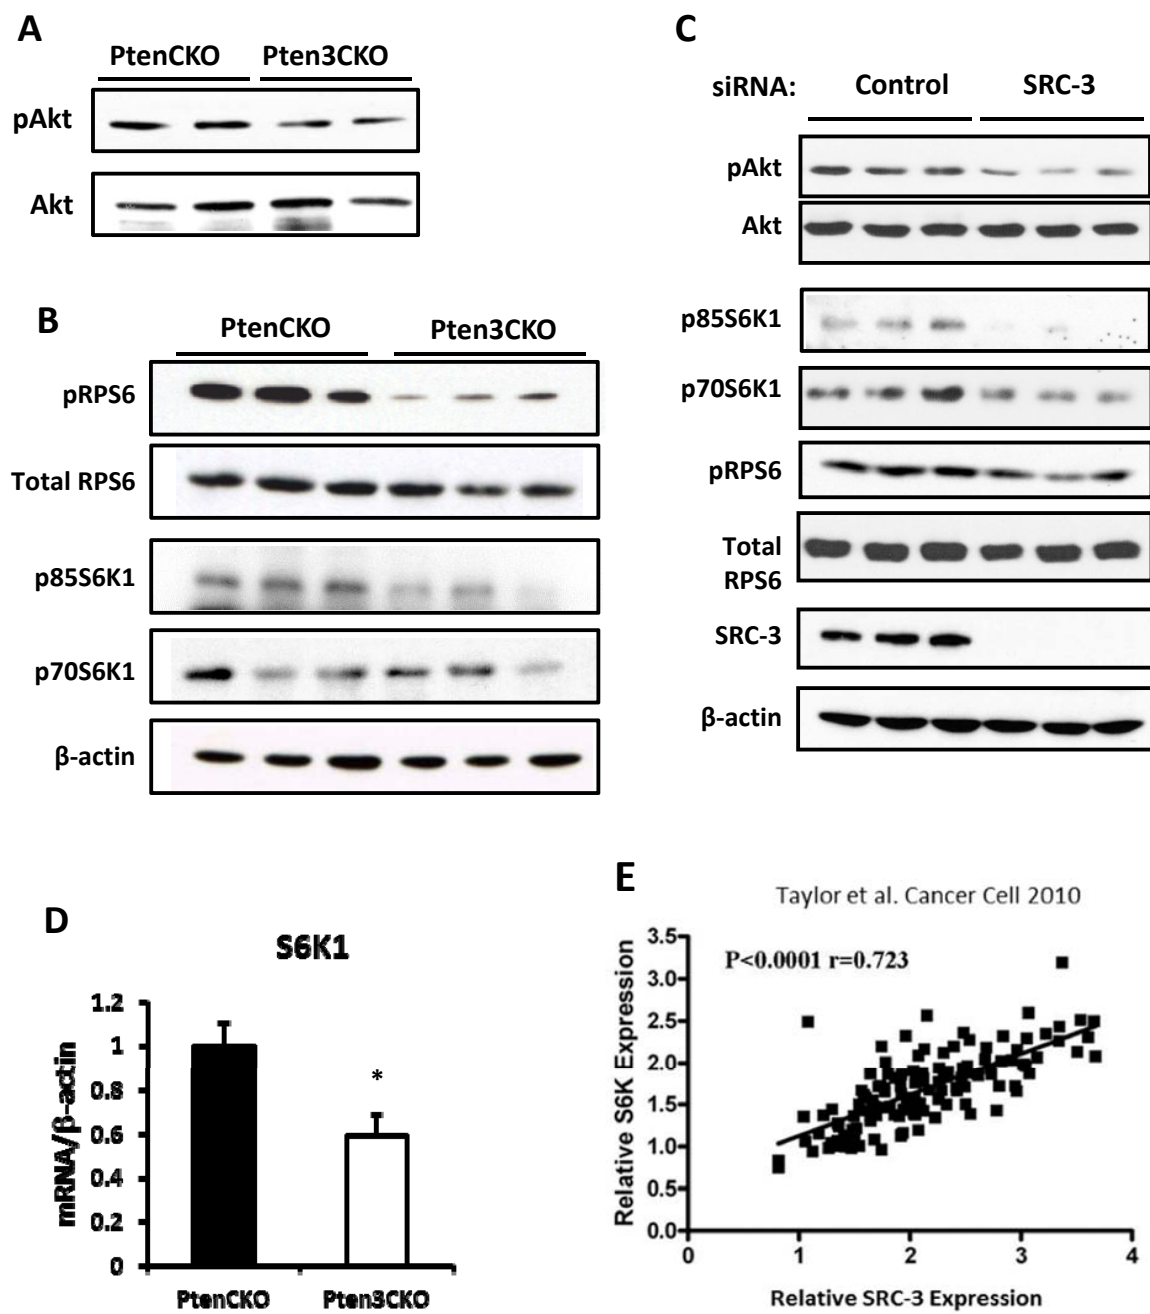 A
PtenCKO Pten3CKO
pAkt
Akt
B
PtenCKO Pten3CKO
pRPS6
Total RPS6
p85S6K1
p70S6K1
β-actin
C
siRNA: Control SRC-3
pAkt
Akt
p85S6K1
p70S6K1
pRPS6
Total
RPS6
SRC-3
β-actin
D
S6K1
mRNA/β-actin
1.2
1
0.8
0.6
0.4
0.2
0
*
PtenCKO Pten3CKO
E
Taylor et al. Cancer Cell 2010
P<0.0001 r=0.723
Relative S6K Expression
3.5
3.0
2.5
2.0
1.5
1.0
0.5
0.0
0 1 2 3 4
Relative SRC-3 Expression